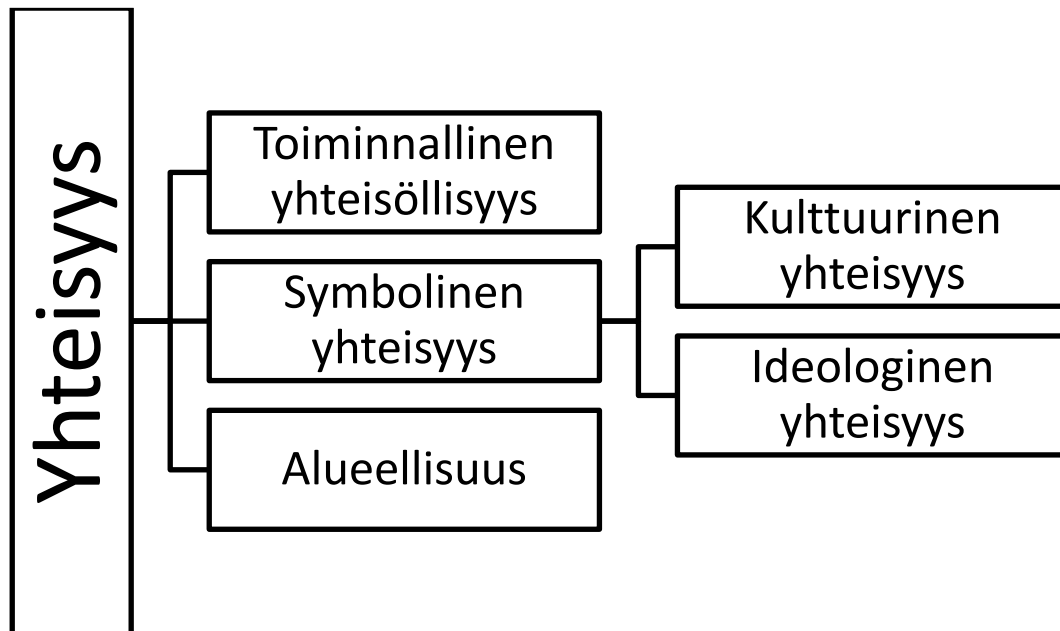 Yhteisyys
Toiminnallinen
yhteisöllisyys
Symbolinen
yhteisyys
Alueellisuus
Kulttuurinen
yhteisyys
Ideologinen
yhteisyys